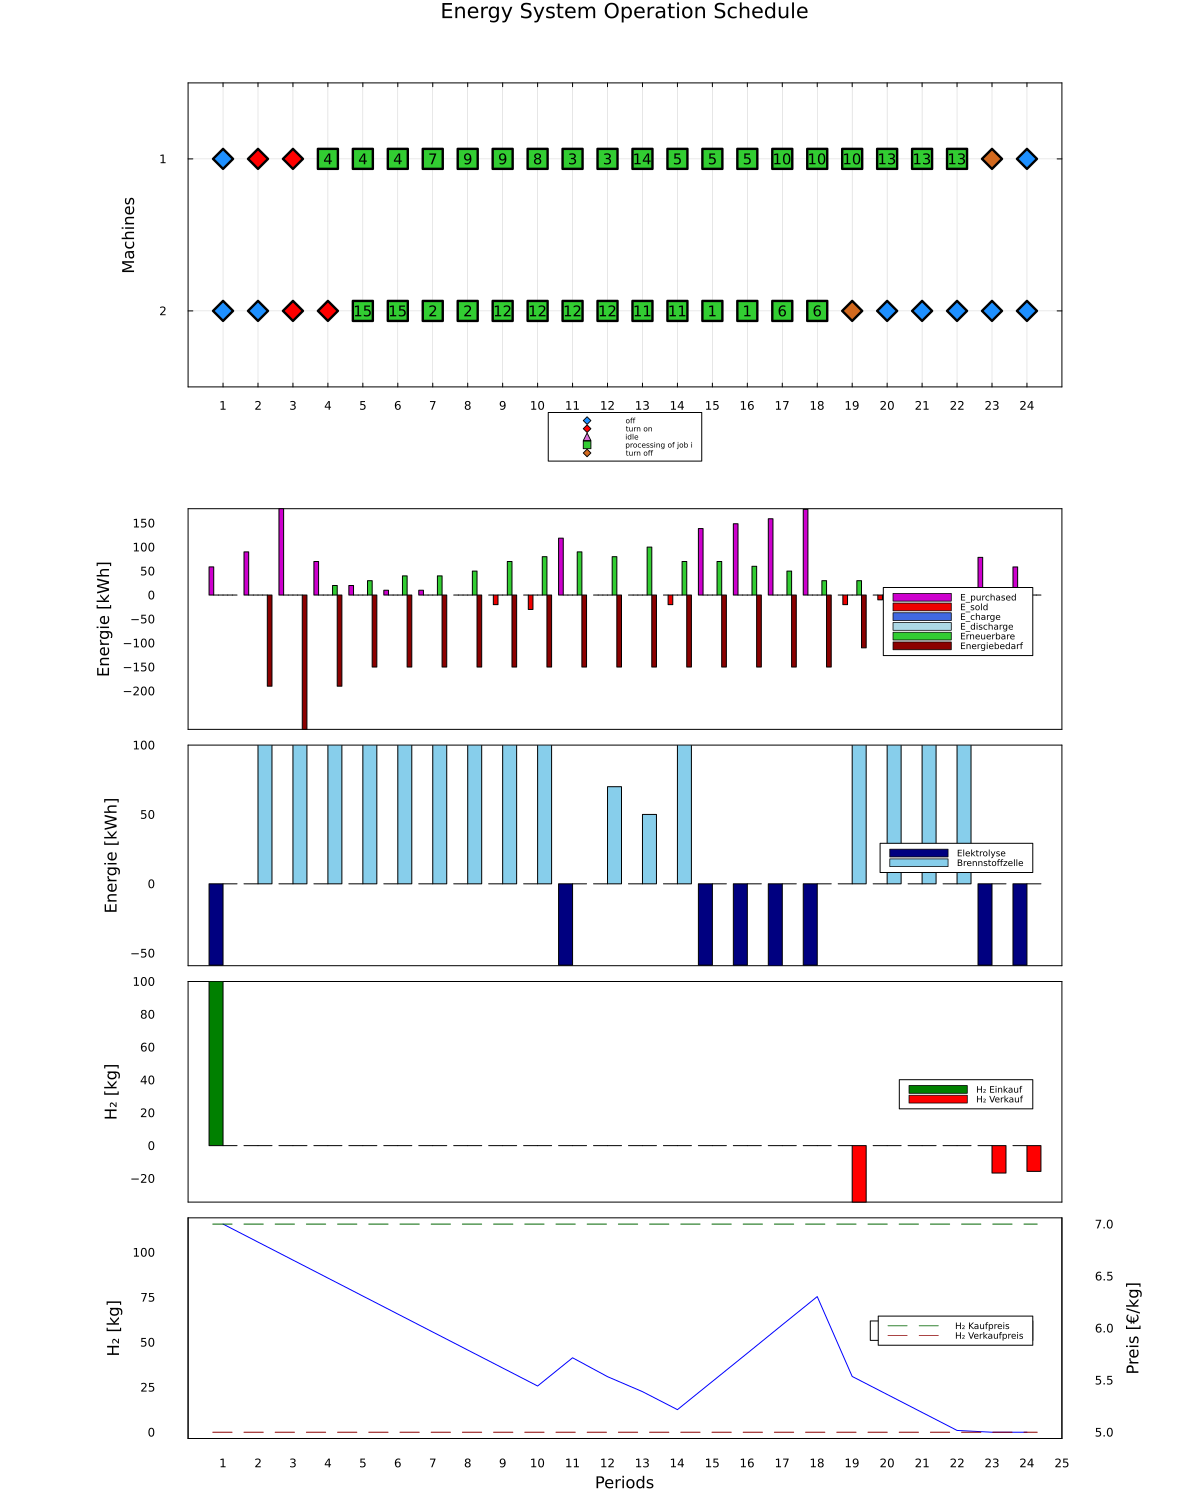 Energy System Operation Schedule
Machines
1
4 4 4 7 9 9 8 3 3 14 5 5 5 10 10 10 13 13 13
2
15 15 2 2 12 12 12 12 11 11 1 1 6 6
1 2 3 4 5 6 7 8 9 10 11 12 13 14 15 16 17 18 19 20 21 22 23 24
off
turn on
idle
processing of job i
turn off
Energie [kWh]
150
100
50
0
−50
−100
−150
−200
E_purchased
E_sold
E_charge
E_discharge
Erneuerbare
Energiebedarf
Energie [kWh]
100
50
0
−50
Elektrolyse
Brennstoffzelle
H₂ [kg]
100
80
60
40
20
0
−20
H₂ Einkauf
H₂ Verkauf
H₂ [kg]
100
75
50
25
0
H₂ Kaufpreis
H₂ Verkaufpreis
7.0
6.5
6.0
5.5
5.0
Preis [€/kg]
1 2 3 4 5 6 7 8 9 10 11 12 13 14 15 16 17 18 19 20 21 22 23 24 25
Periods